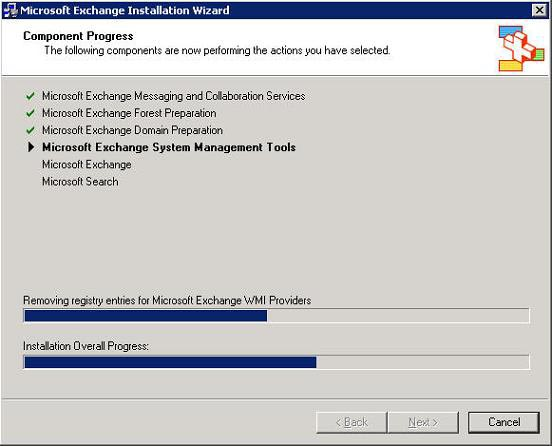 Microsoft Exchange Installation Wizard
Component Progress
The following components are now performing the actions you have selected.
Microsoft Exchange Messaging and Collaboration Services
Microsoft Exchange Forest Preparation
Microsoft Exchange Domain Preparation
Microsoft Exchange System Management Tools
Microsoft Exchange
Microsoft Search
Removing registry entries for Microsoft Exchange WMI Providers
Installation Overall Progress:
< Back
Next >
Cancel